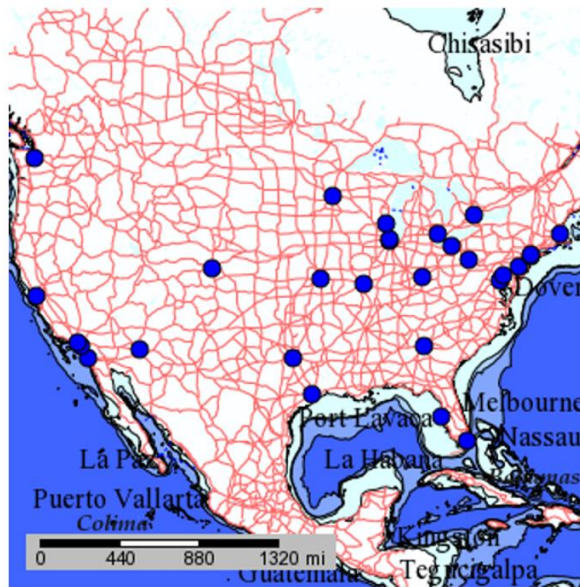 Chisasibi
Dover
Port Lavaca
Melbourne
Nassau
La Paz
La Habana
Bahamas
Puerto Vallarta
Colima
Kingston
Tegucigalpa
Guatemala
0 440 880 1320 mi